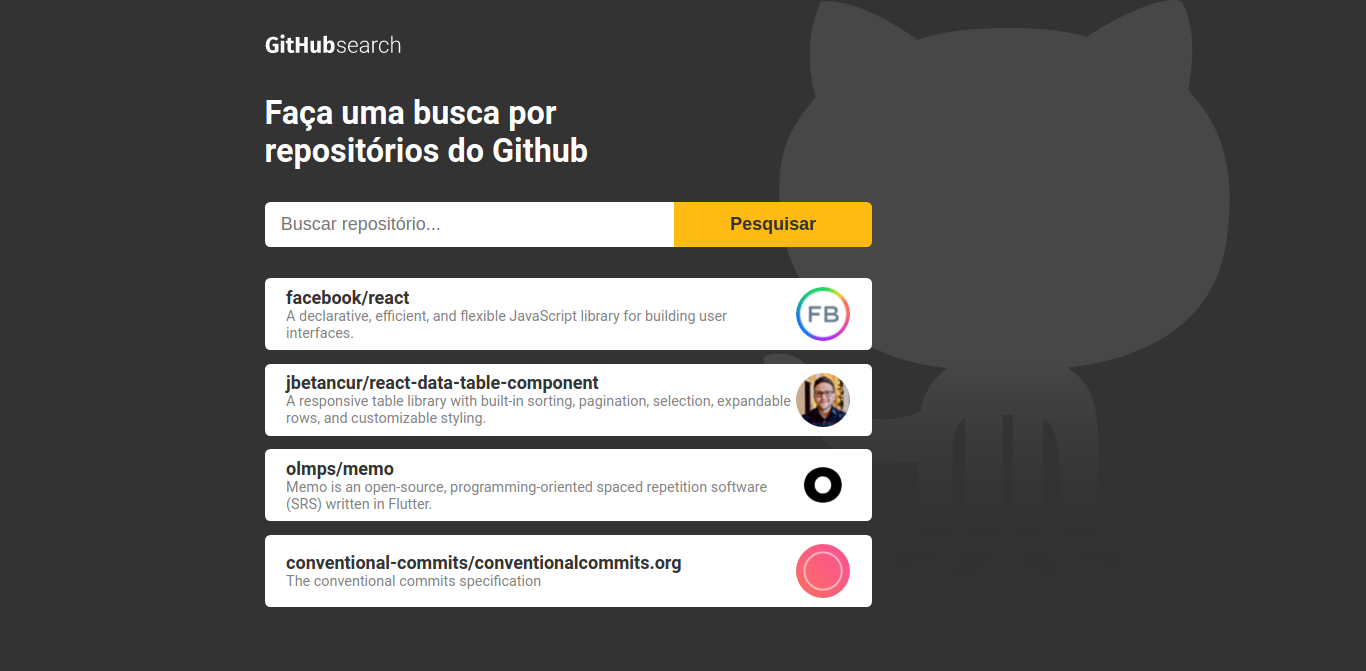 GitHubsearch
Faça uma busca por
repositórios do Github
Buscar repositório...
Pesquisar
facebook/react
A declarative, efficient, and flexible JavaScript library for building user
interfaces.
FB
jbetancur/react-data-table-component
A responsive table library with built-in sorting, pagination, selection, expandable
rows, and customizable styling.
olmps/memo
Memo is an open-source, programming-oriented spaced repetition software
(SRS) written in Flutter.
conventional-commits/conventionalcommits.org
The conventional commits specification